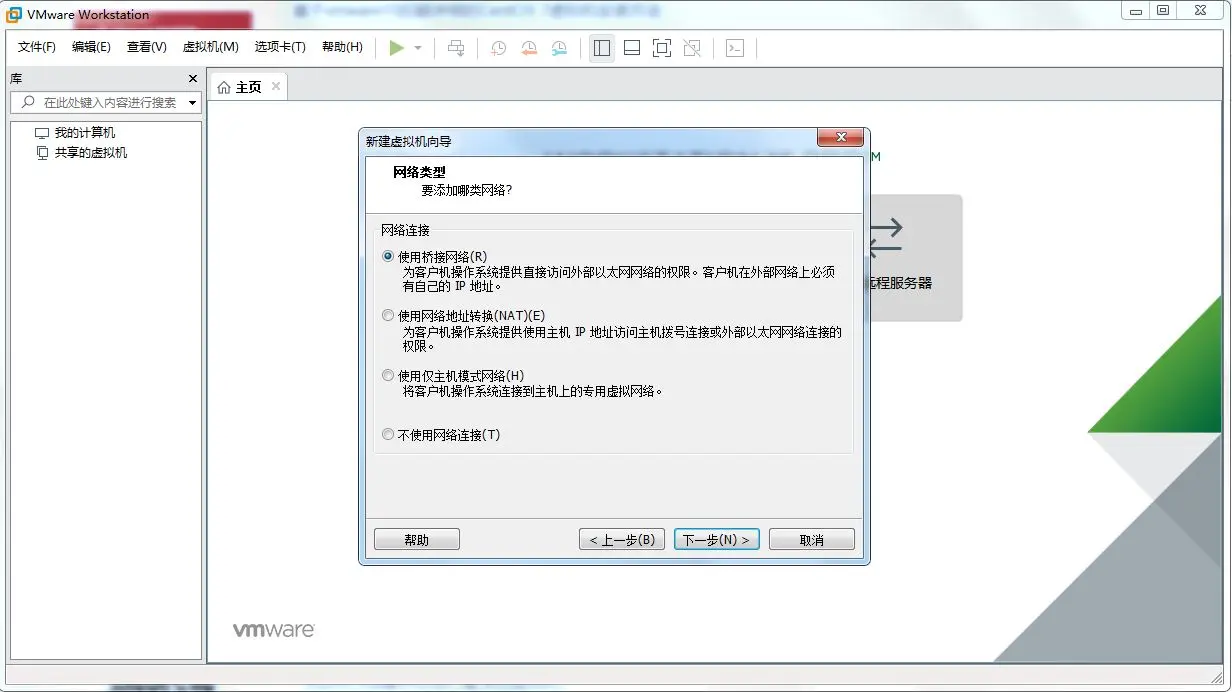 VMware Workstation
文件(F) 编辑(E) 查看(V) 虚拟机(M) 选项卡(T) 帮助(H)
库
在此处键入内容进行搜索
我的计算机
共享的虚拟机
主页
新建虚拟机向导
网络类型
要添加哪类网络?
网络连接
使用桥接网络(R)
为客户机操作系统提供直接访问外部以太网网络的权限。客户机在外部网络上必须
有自己的 IP 地址。
使用网络地址转换(NAT)(E)
为客户机操作系统提供使用主机 IP 地址访问主机拨号连接或外部以太网网络连接的
权限。
使用仅主机模式网络(H)
将客户机操作系统连接到主机上的专用虚拟网络。
不使用网络连接(T)
帮助 < 上一步(B) 下一步(N) > 取消
M
远程服务器
vmware